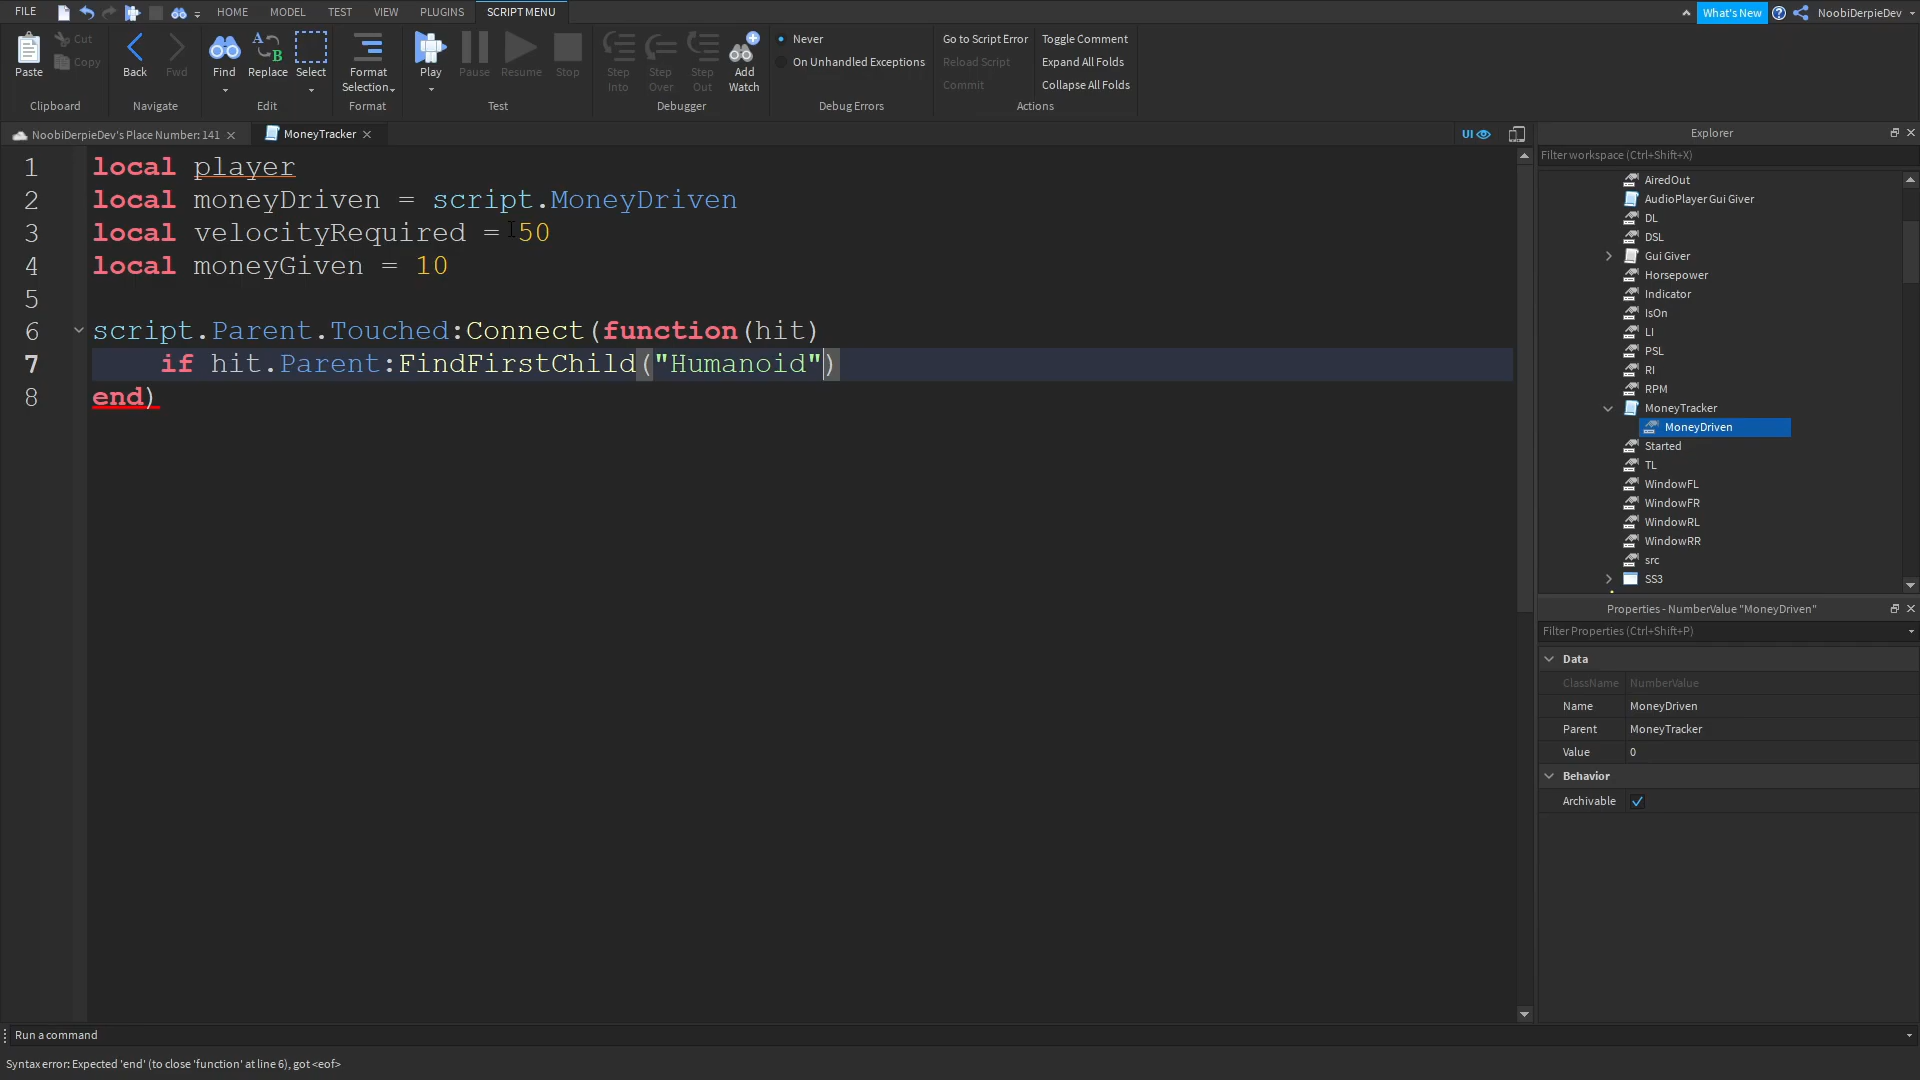 FILE
HOME
MODEL
TEST
VIEW
PLUGINS
SCRIPT MENU
What's New
NoobiDerpieDev
Paste
Cut
Copy
Clipboard
Back
Fwd
Navigate
Find
Replace
Select
Edit
Format
Selection
Format
Play
Pause
Resume
Stop
Test
Step
Into
Step
Over
Step
Out
Add
Watch
Debugger
Never
On Unhandled Exceptions
Debug Errors
Go to Script Error
Reload Script
Commit
Toggle Comment
Expand All Folds
Collapse All Folds
Actions
NoobiDerpieDev's Place Number: 141
MoneyTracker
UI
1 local player
2 local moneyDriven = script.MoneyDriven
3 local velocityRequired = 50
4 local moneyGiven = 10
5
6 script.Parent.Touched:Connect(function(hit)
7 if hit.Parent:FindFirstChild("Humanoid")
8 end)
Explorer
Filter workspace (Ctrl+Shift+X)
AiredOut
AudioPlayer Gui Giver
DL
DSL
Gui Giver
Horsepower
Indicator
IsOn
LI
PSL
RI
RPM
MoneyTracker
MoneyDriven
Started
TL
WindowFL
WindowFR
WindowRL
WindowRR
src
SS3
Properties - NumberValue "MoneyDriven"
Filter Properties (Ctrl+Shift+P)
Data
ClassName NumberValue
Name MoneyDriven
Parent MoneyTracker
Value 0
Behavior
Archivable
Run a command
Syntax error: Expected 'end' (to close 'function' at line 6), got <eof>